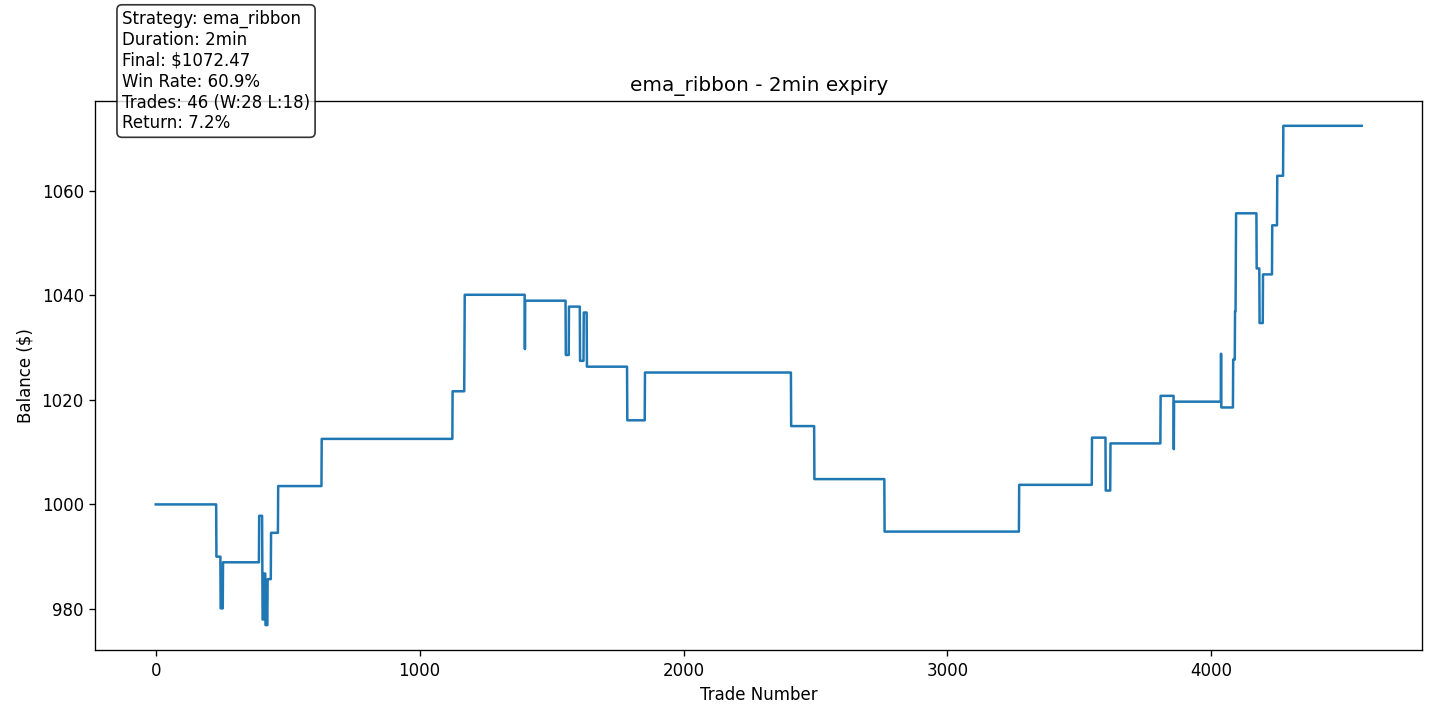 Strategy: ema_ribbon
Duration: 2min
Final: $1072.47
Win Rate: 60.9%
Trades: 46 (W:28 L:18)
Return: 7.2%
ema_ribbon - 2min expiry
Balance ($)
1060
1040
1020
1000
980
0 1000 2000 3000 4000
Trade Number